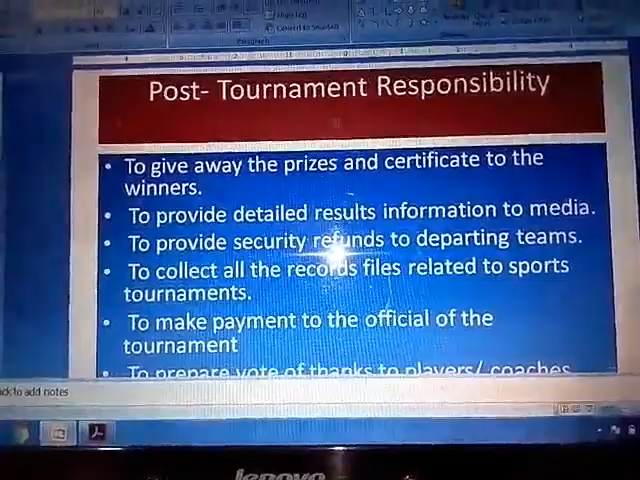 Post- Tournament Responsibility
• To give away the prizes and certificate to the
winners.
• To provide detailed results information to media.
• To provide security refunds to departing teams.
• To collect all the records files related to sports
tournaments.
• To make payment to the official of the
tournament
• To prepare vote of thanks to players/ coaches
ck to add notes
lenovo